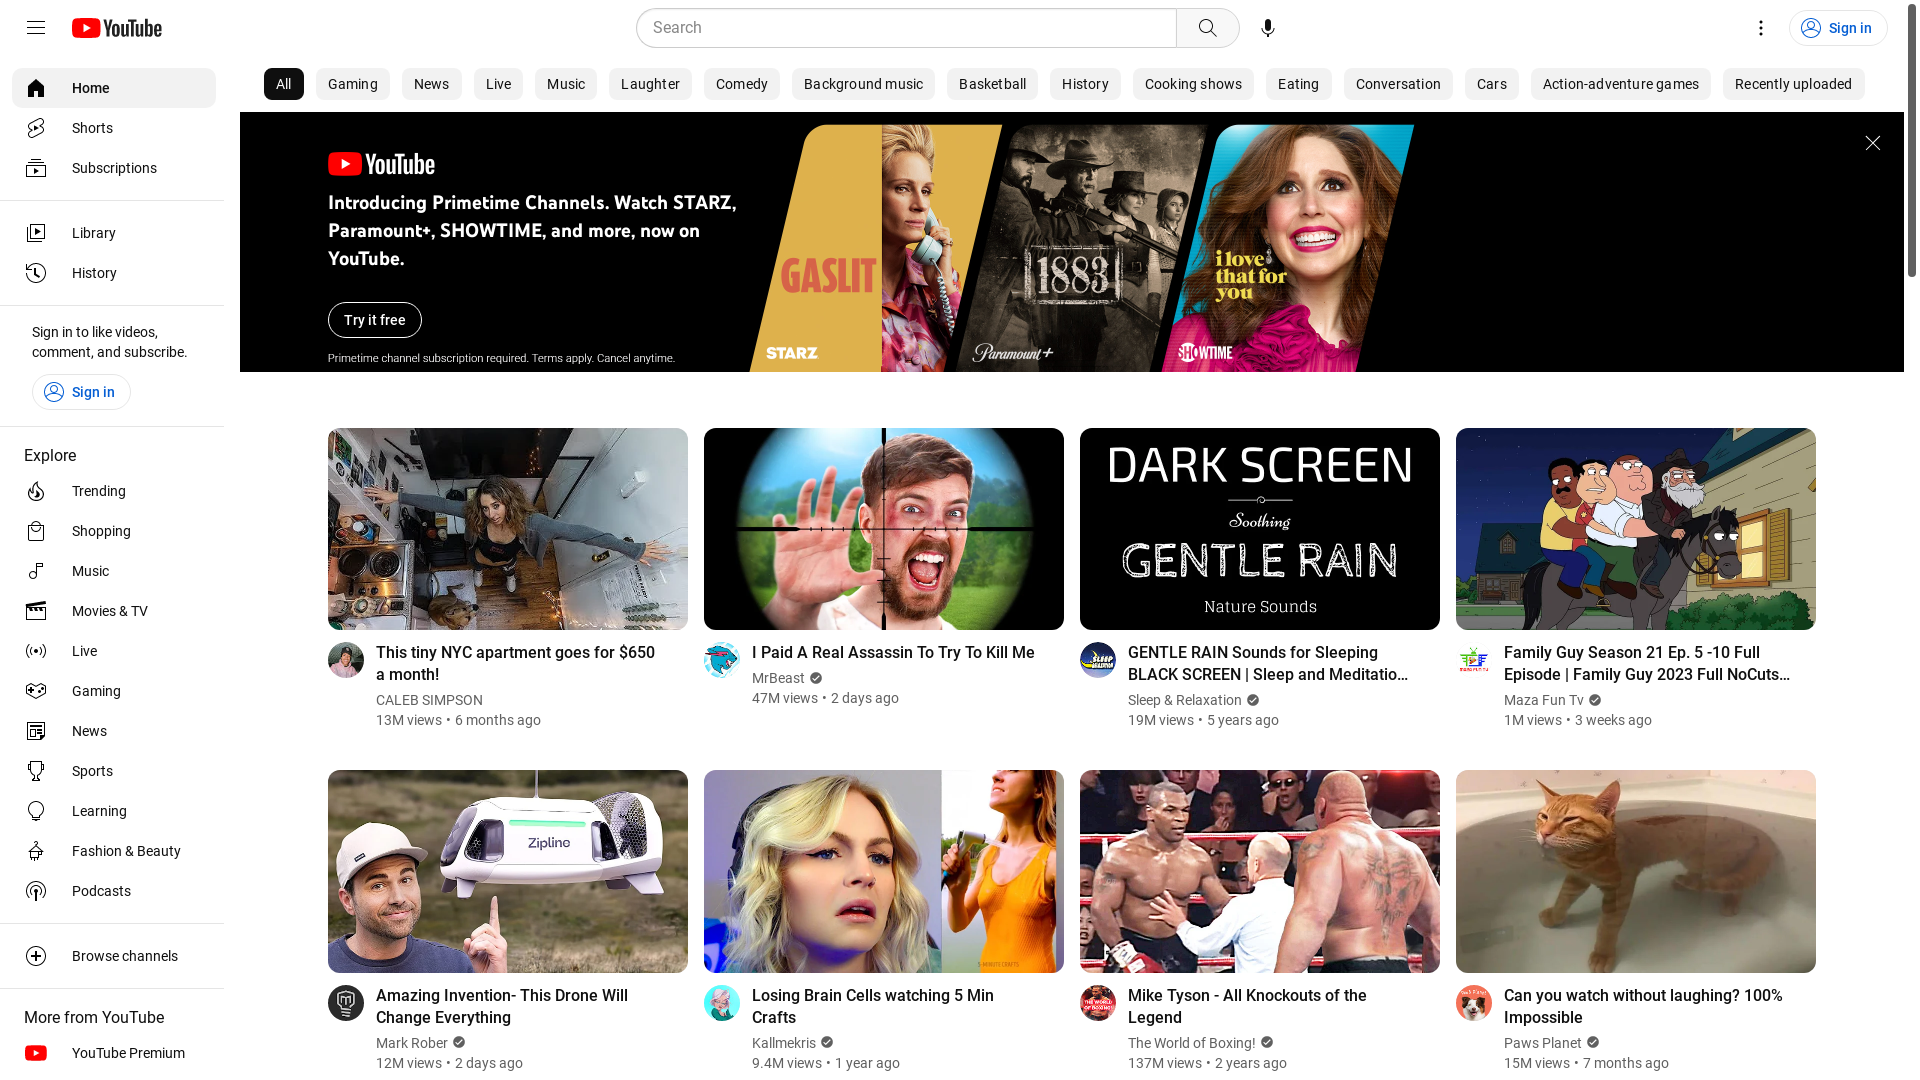 YouTube
Search
Sign in
Home
Shorts
Subscriptions
Library
History
Sign in to like videos,
comment, and subscribe.
Sign in
Explore
Trending
Shopping
Music
Movies & TV
Live
Gaming
News
Sports
Learning
Fashion & Beauty
Podcasts
Browse channels
More from YouTube
YouTube Premium
All
Gaming
News
Live
Music
Laughter
Comedy
Background music
Basketball
History
Cooking shows
Eating
Conversation
Cars
Action-adventure games
Recently uploaded
YouTube
Introducing Primetime Channels. Watch STARZ,
Paramount+, SHOWTIME, and more, now on
YouTube.
Try it free
Primetime channel subscription required. Terms apply. Cancel anytime.
GASLIT
STARZ
1883
Paramount+
i love
that for
you
SHOWTIME
This tiny NYC apartment goes for $650
a month!
CALEB SIMPSON
13M views • 6 months ago
I Paid A Real Assassin To Try To Kill Me
MrBeast
47M views • 2 days ago
DARK SCREEN
Soothing
GENTLE RAIN
Nature Sounds
GENTLE RAIN Sounds for Sleeping
BLACK SCREEN | Sleep and Meditatio...
Sleep & Relaxation
19M views • 5 years ago
Family Guy Season 21 Ep. 5 -10 Full
Episode | Family Guy 2023 Full NoCuts...
Maza Fun Tv
1M views • 3 weeks ago
Zipline
Amazing Invention- This Drone Will
Change Everything
Mark Rober
12M views • 2 days ago
5-MINUTE CRAFTS
Losing Brain Cells watching 5 Min
Crafts
Kallmekris
9.4M views • 1 year ago
Mike Tyson - All Knockouts of the
Legend
The World of Boxing!
137M views • 2 years ago
Can you watch without laughing? 100%
Impossible
Paws Planet
15M views • 7 months ago